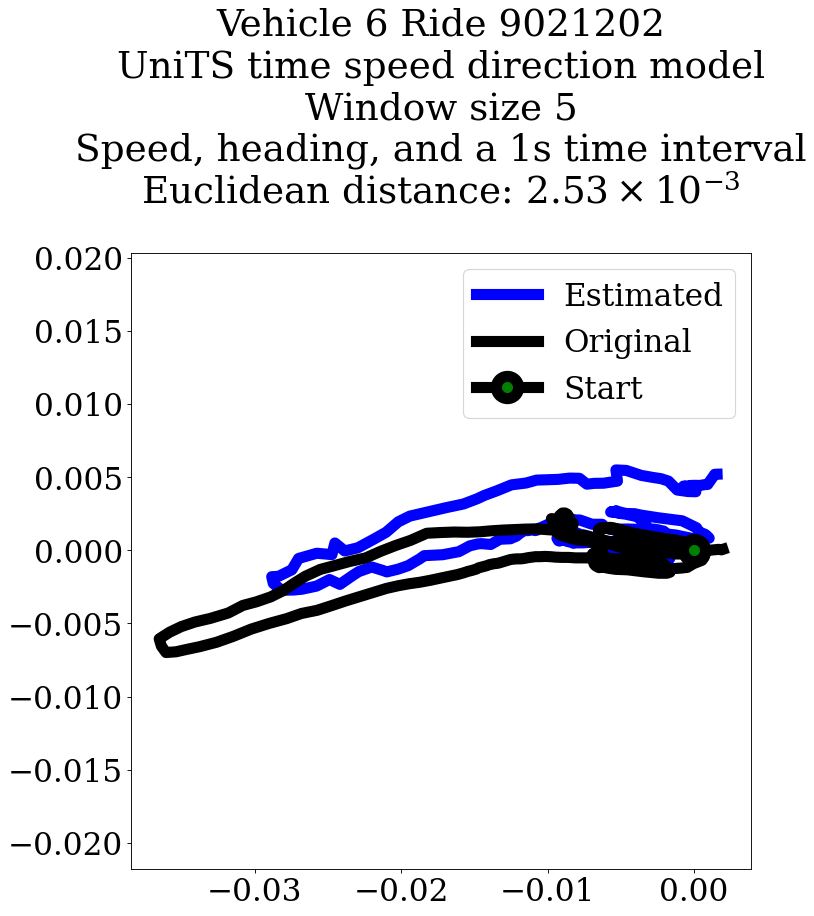 Vehicle 6 Ride 9021202
UniTS time speed direction model
Window size 5
Speed, heading, and a 1s time interval
Euclidean distance: 2.53 × 10⁻³
Estimated
Original
Start
0.020
0.015
0.010
0.005
0.000
−0.005
−0.010
−0.015
−0.020
−0.03 −0.02 −0.01 0.00